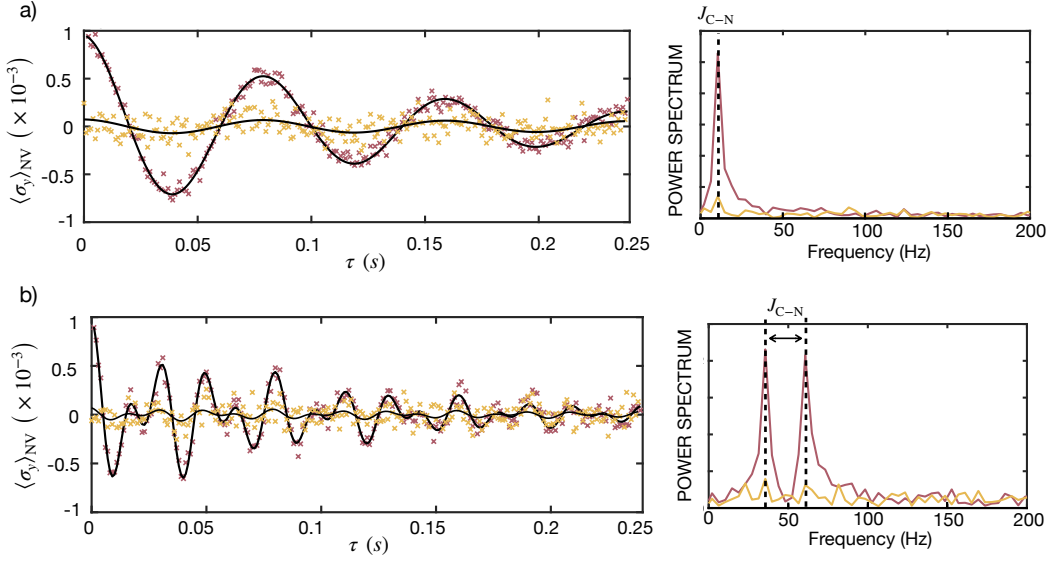 a)
⟨σy⟩NV ( × 10⁻³)
1
0.5
0
-0.5
-1
0
0.05
0.1
0.15
0.2
0.25
τ (s)
JC−N
POWER SPECTRUM
0
50
100
150
200
Frequency (Hz)
b)
⟨σy⟩NV ( × 10⁻³)
1
0.5
0
-0.5
-1
0
0.05
0.1
0.15
0.2
0.25
τ (s)
JC−N
POWER SPECTRUM
0
50
100
150
200
Frequency (Hz)